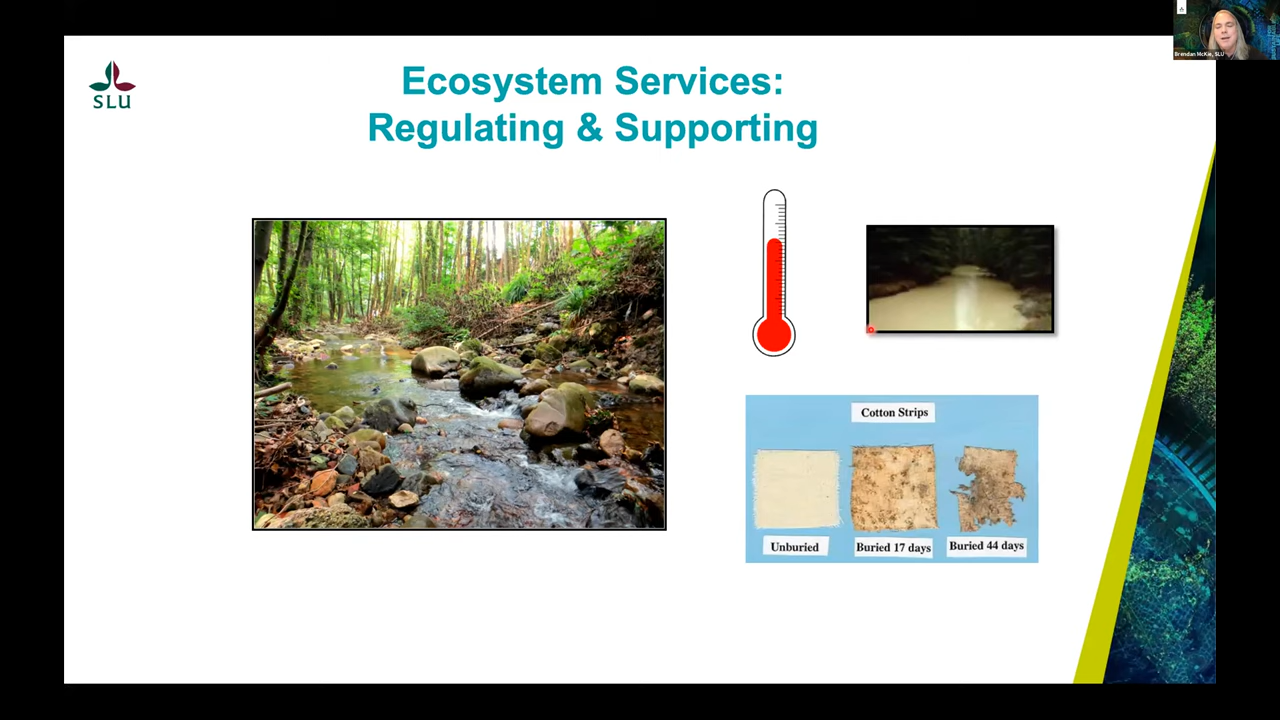 Brendan McKie, SLU
SLU
Ecosystem Services:
Regulating & Supporting
Cotton Strips
Unburied
Buried 17 days
Buried 44 days